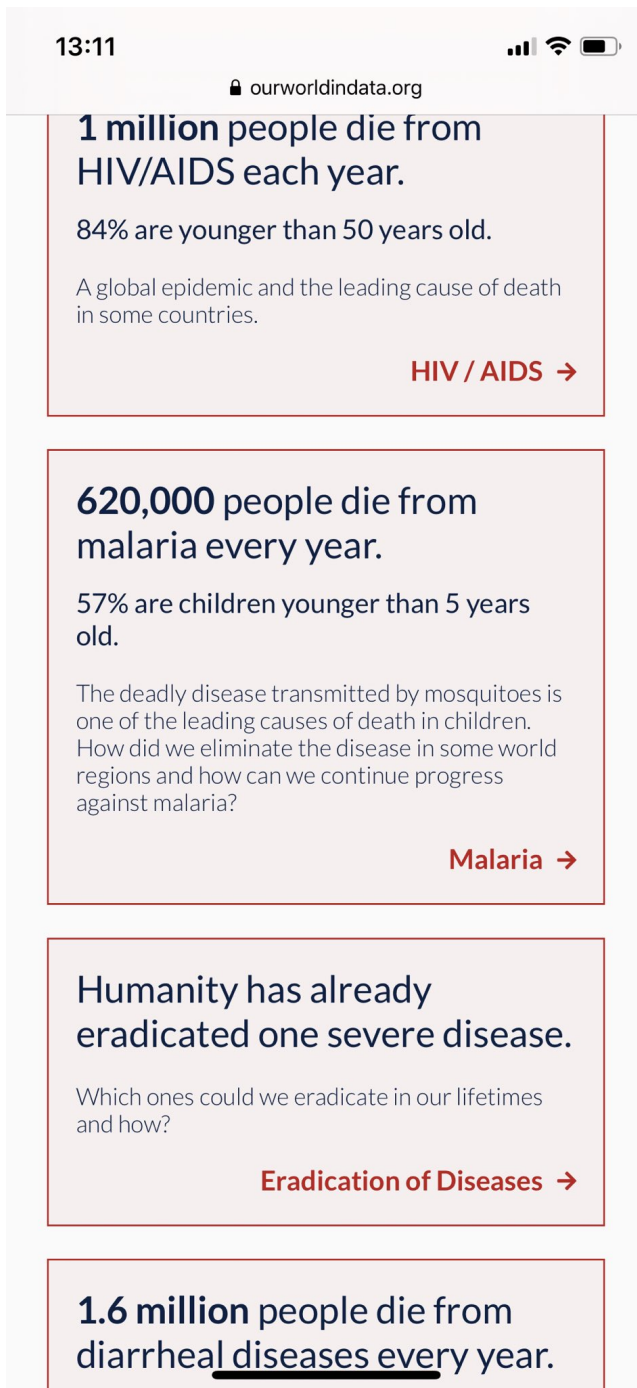 13:11
ourworldindata.org
1 million people die from
HIV/AIDS each year.
84% are younger than 50 years old.
A global epidemic and the leading cause of death
in some countries.
HIV / AIDS →
620,000 people die from
malaria every year.
57% are children younger than 5 years
old.
The deadly disease transmitted by mosquitoes is
one of the leading causes of death in children.
How did we eliminate the disease in some world
regions and how can we continue progress
against malaria?
Malaria →
Humanity has already
eradicated one severe disease.
Which ones could we eradicate in our lifetimes
and how?
Eradication of Diseases →
1.6 million people die from
diarrheal diseases every year.